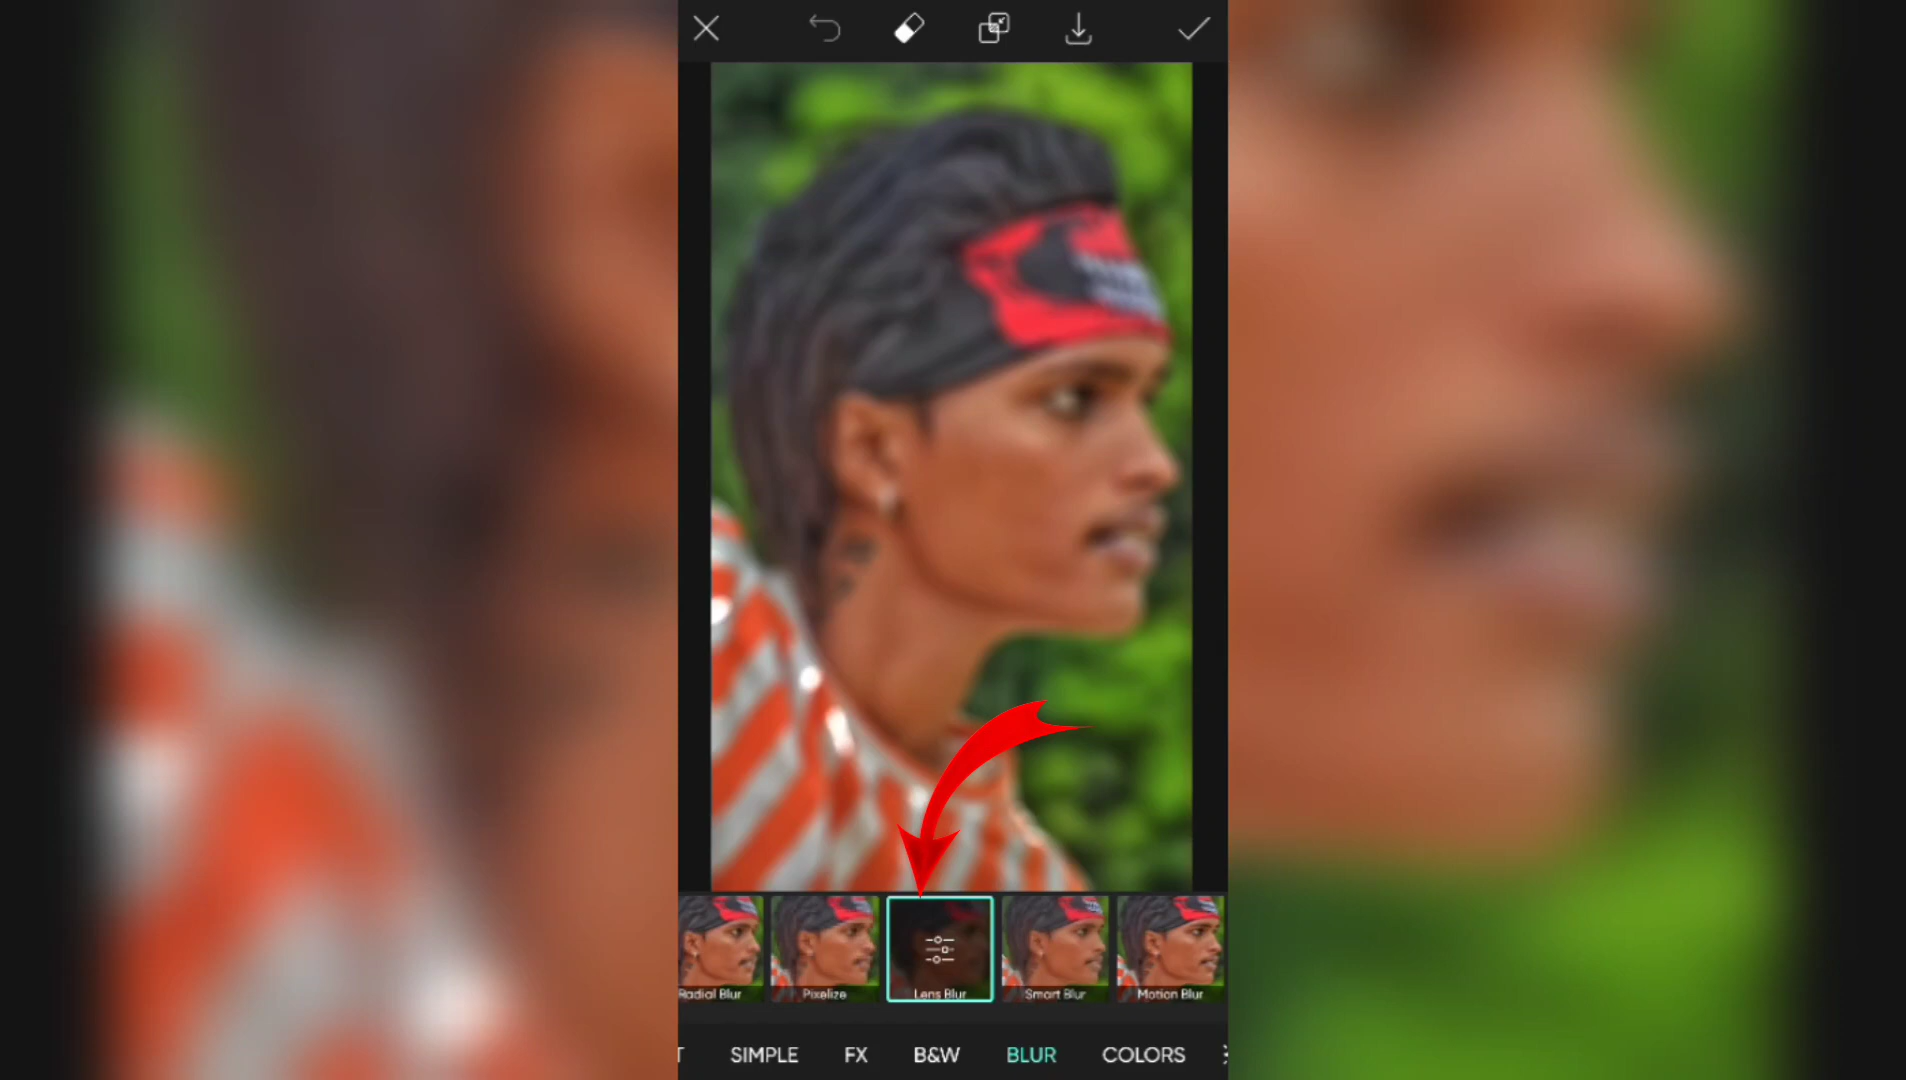 Radial Blur
Pixelize
Lens Blur
Smart Blur
Motion Blur
T SIMPLE FX B&W BLUR COLORS